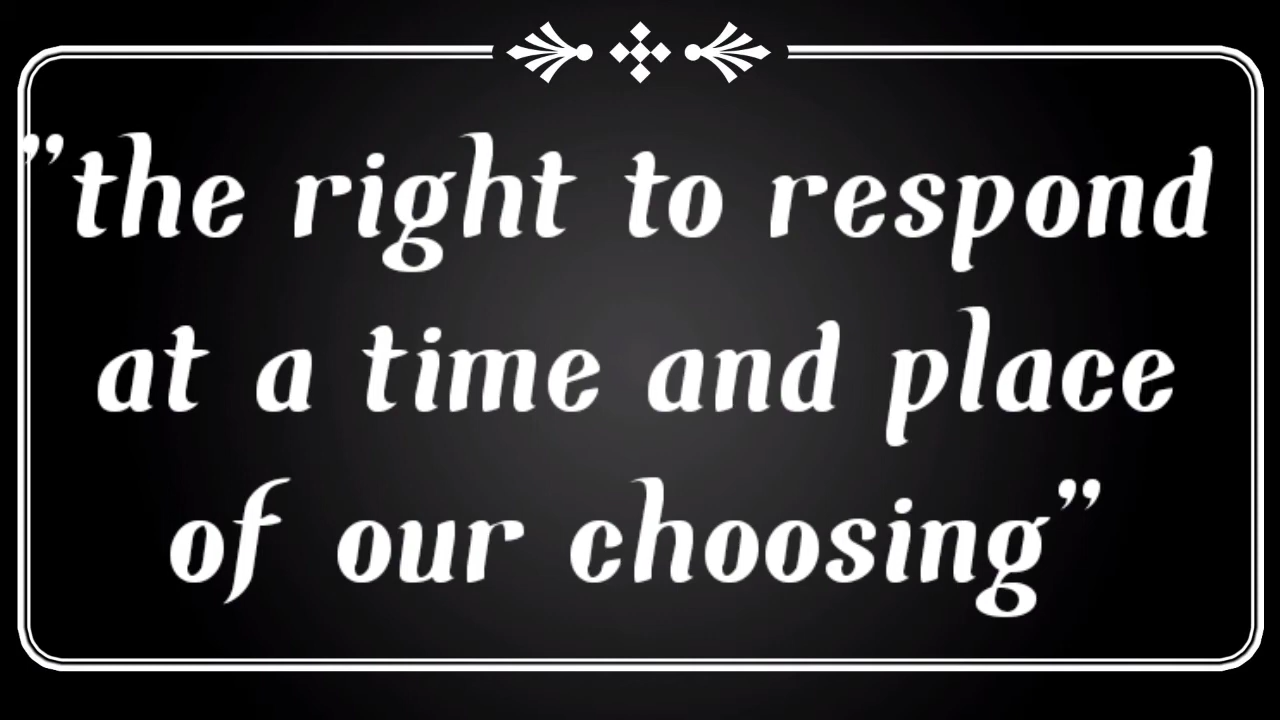 ”the right to respond
at a time and place
of our choosing”